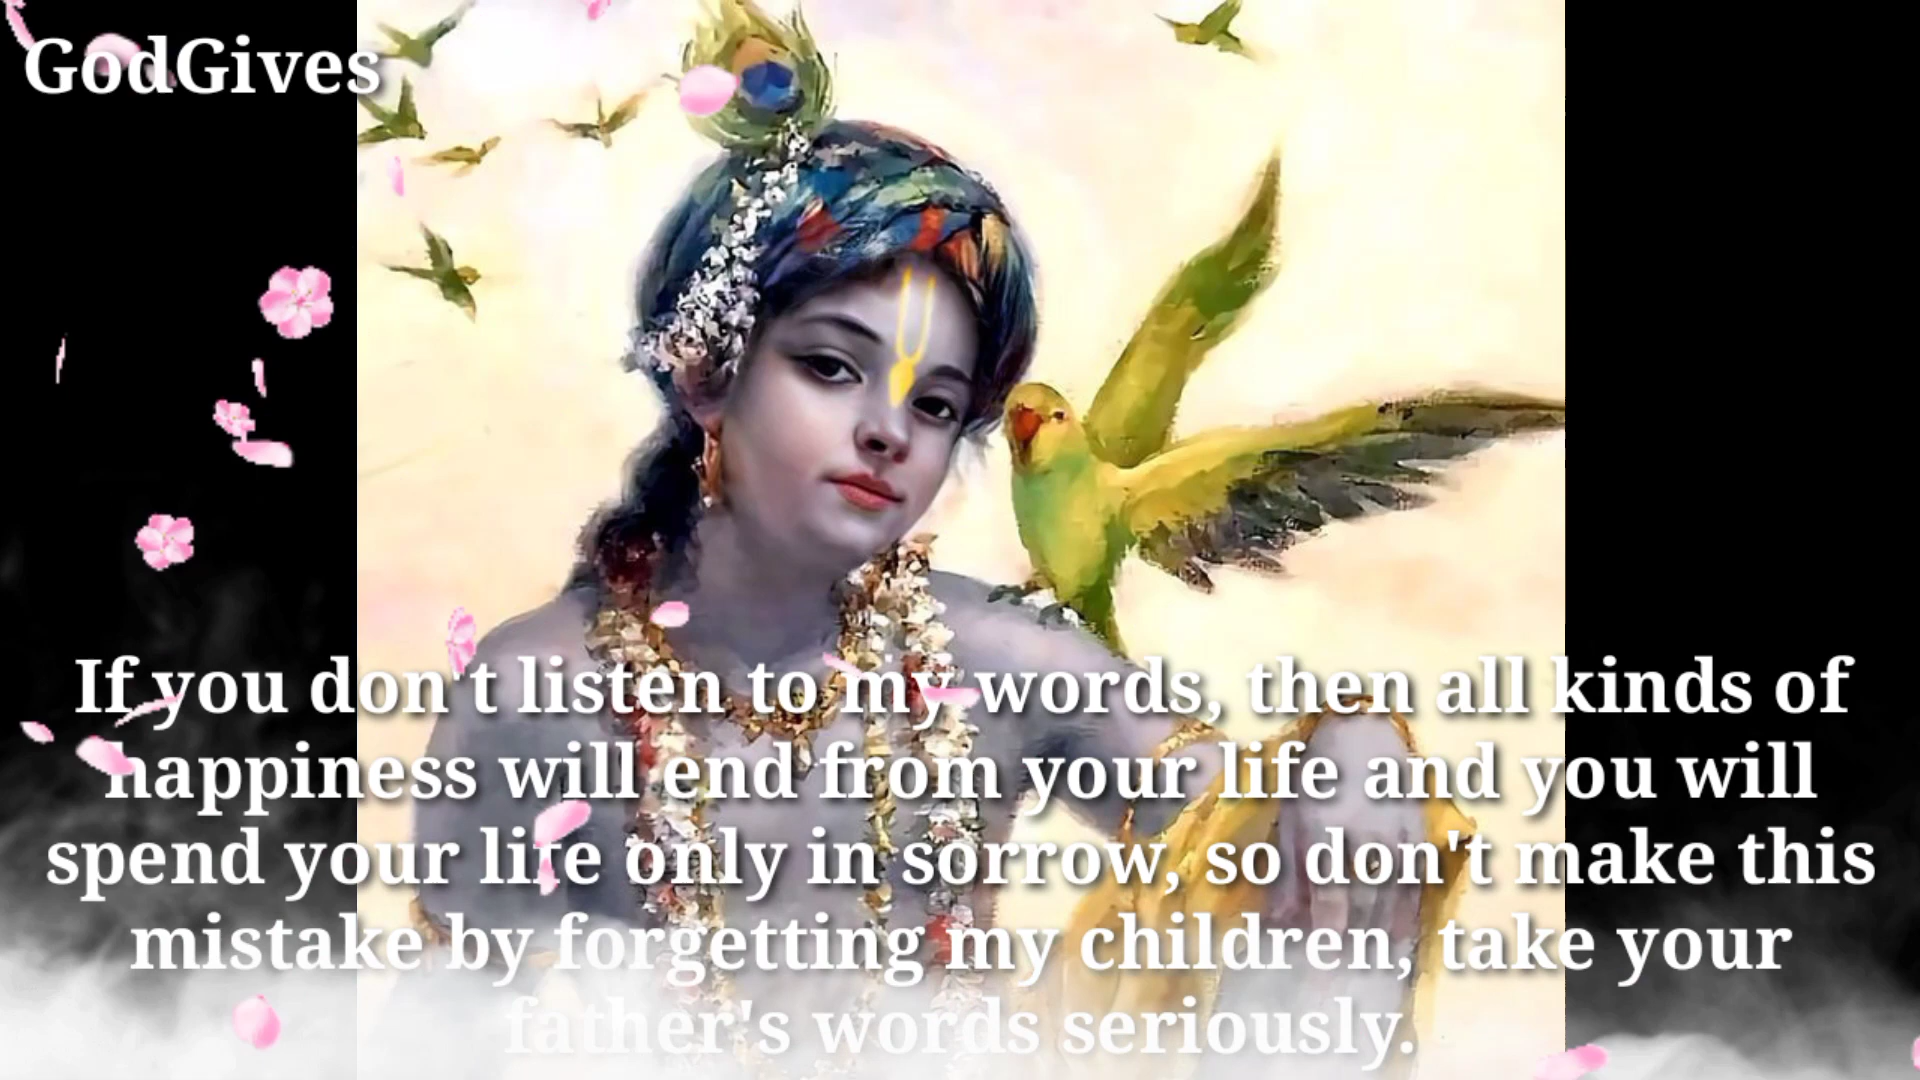 GodGives
If you don't listen to my words, then all kinds of
happiness will end from your life and you will
spend your life only in sorrow, so don't make this
mistake by forgetting my children, take your
father's words seriously.